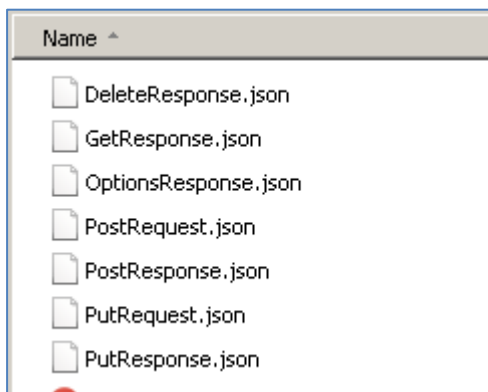 Name
DeleteResponse.json
GetResponse.json
OptionsResponse.json
PostRequest.json
PostResponse.json
PutRequest.json
PutResponse.json